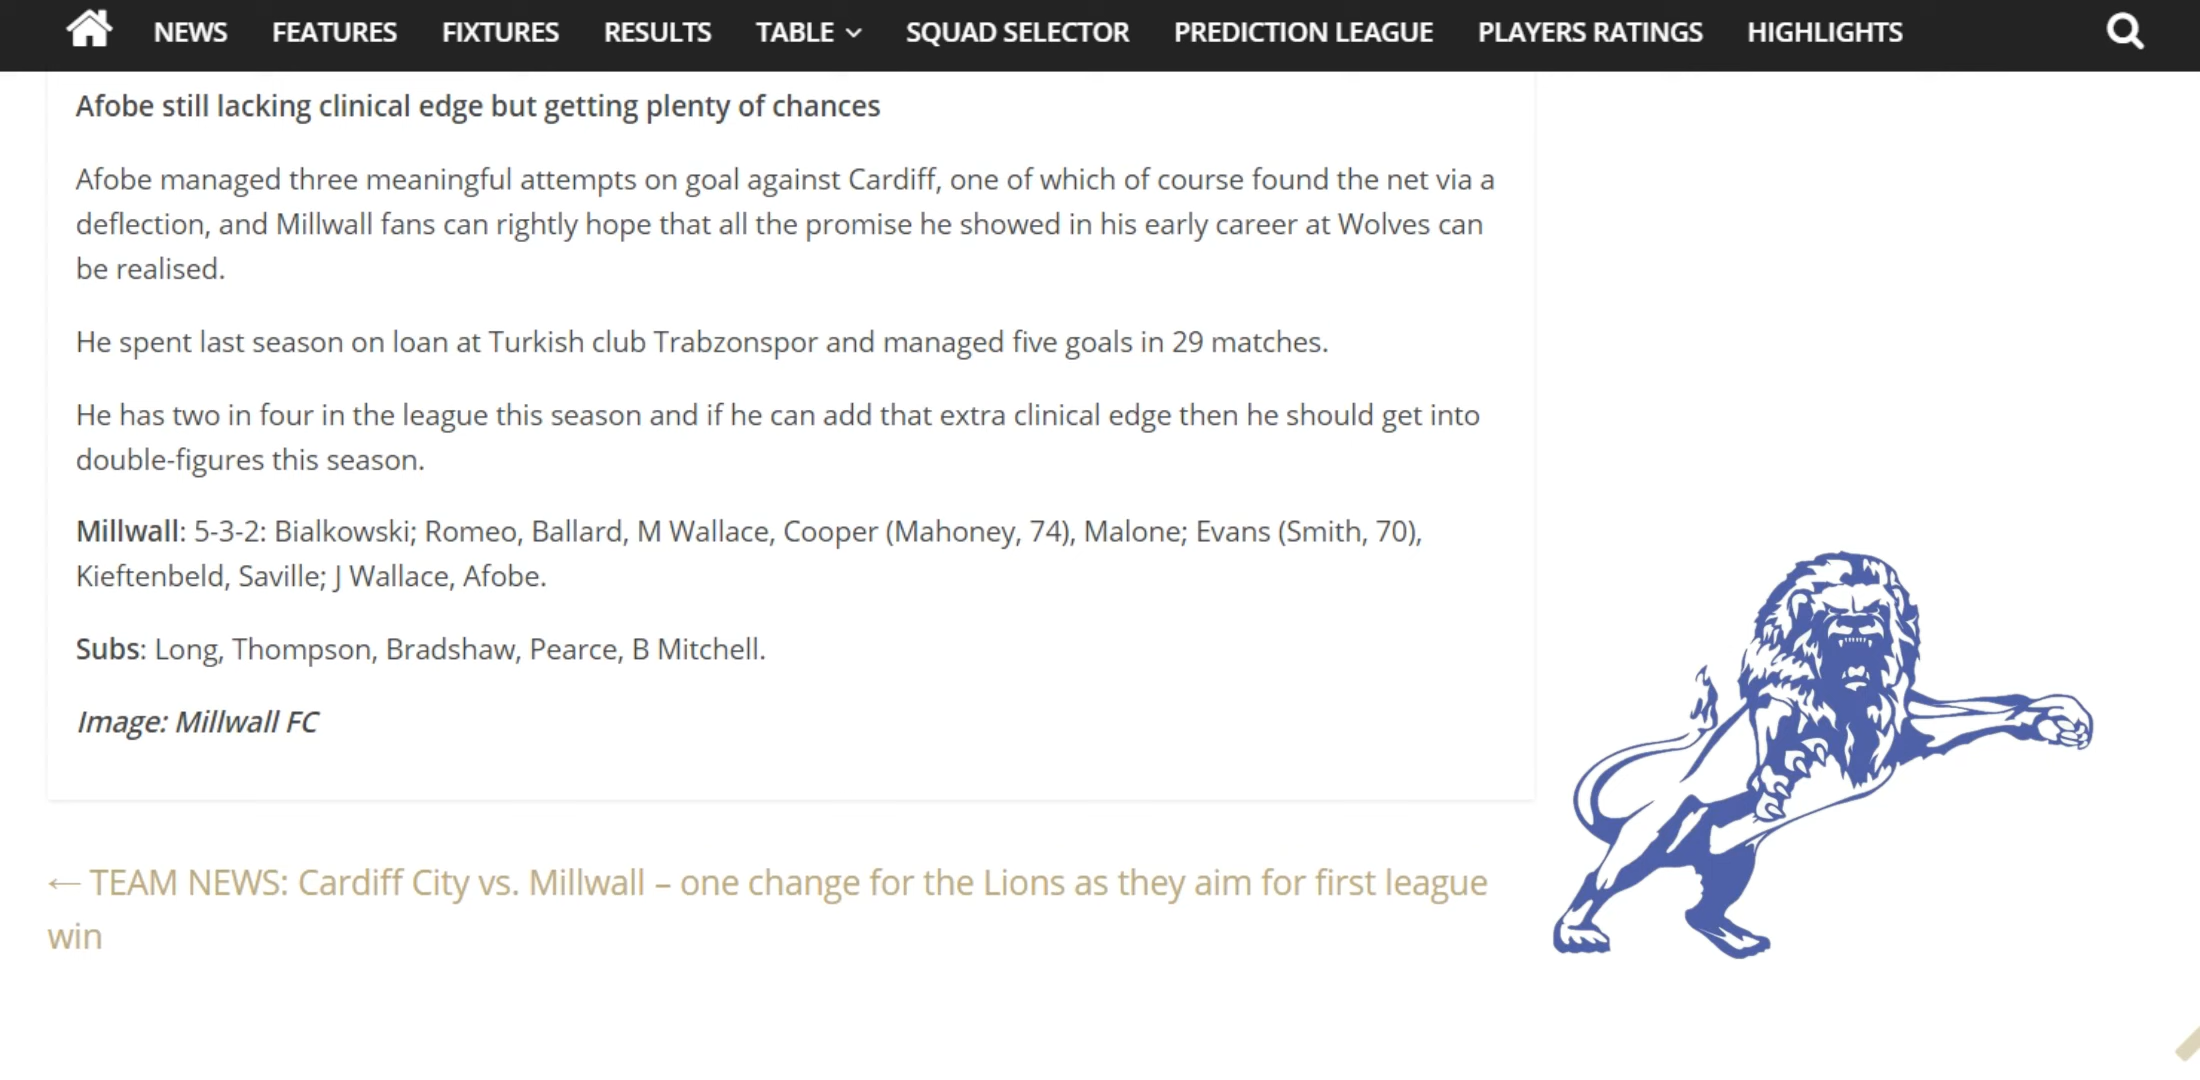 NEWS FEATURES FIXTURES RESULTS TABLE SQUAD SELECTOR PREDICTION LEAGUE PLAYERS RATINGS HIGHLIGHTS
Afobe still lacking clinical edge but getting plenty of chances
Afobe managed three meaningful attempts on goal against Cardiff, one of which of course found the net via a
deflection, and Millwall fans can rightly hope that all the promise he showed in his early career at Wolves can
be realised.
He spent last season on loan at Turkish club Trabzonspor and managed five goals in 29 matches.
He has two in four in the league this season and if he can add that extra clinical edge then he should get into
double-figures this season.
Millwall: 5-3-2: Bialkowski; Romeo, Ballard, M Wallace, Cooper (Mahoney, 74), Malone; Evans (Smith, 70),
Kieftenbeld, Saville; J Wallace, Afobe.
Subs: Long, Thompson, Bradshaw, Pearce, B Mitchell.
Image: Millwall FC
← TEAM NEWS: Cardiff City vs. Millwall – one change for the Lions as they aim for first league
win